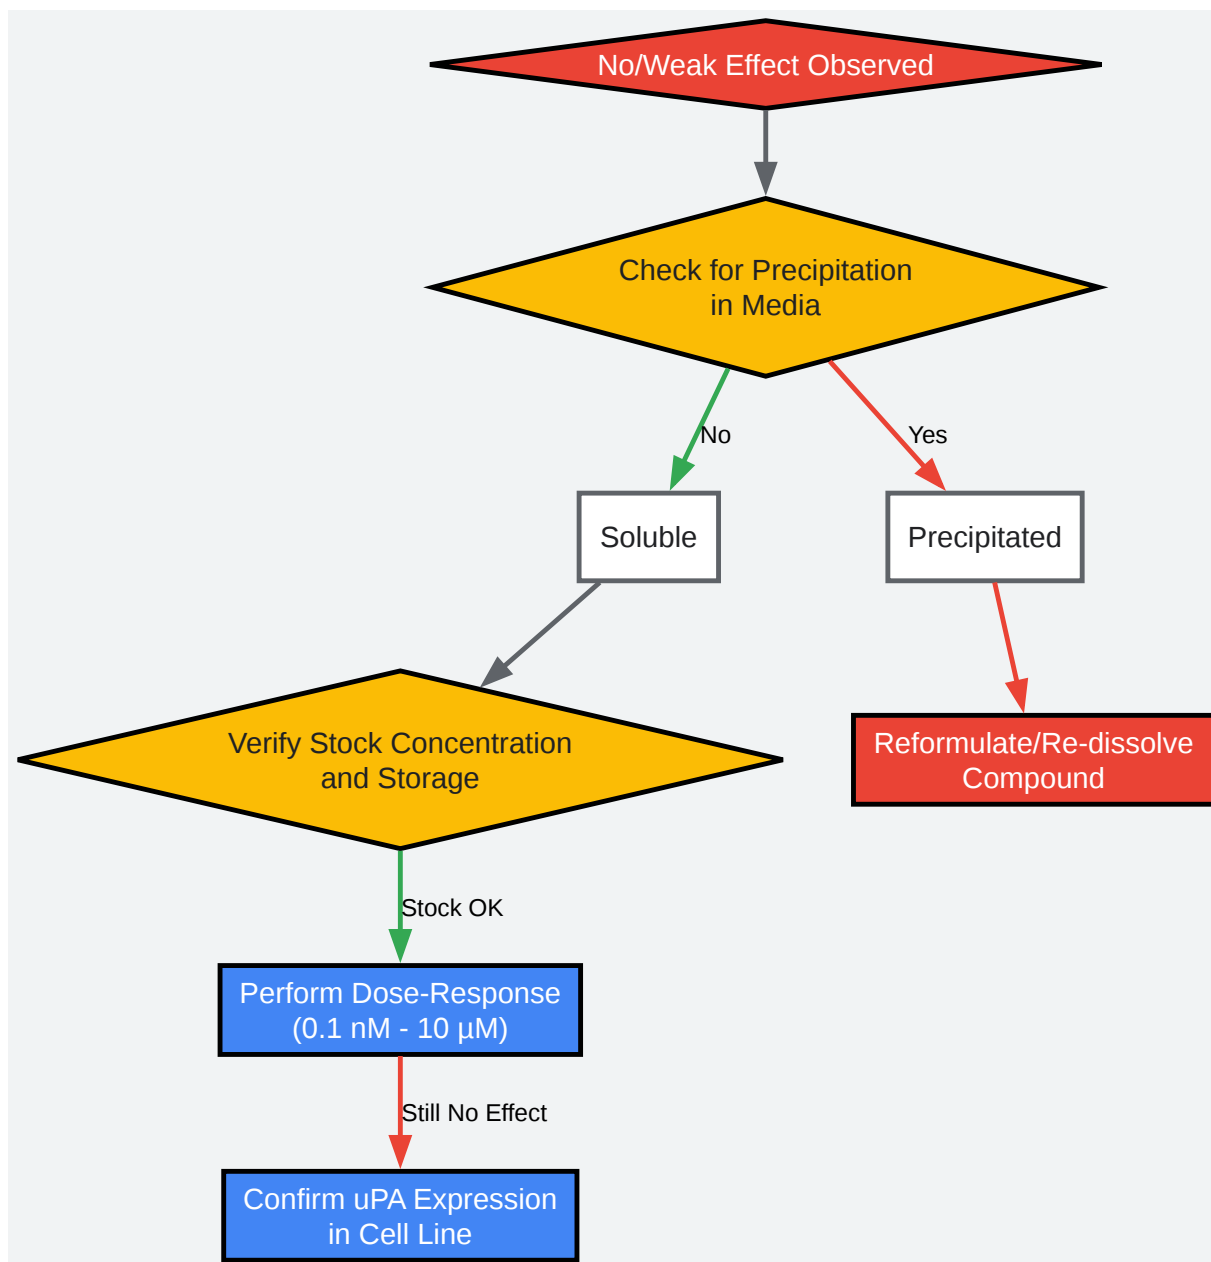 No/Weak Effect Observed
Check for Precipitation
in Media
No
Yes
Soluble
Precipitated
Verify Stock Concentration
and Storage
Reformulate/Re-dissolve
Compound
Stock OK
Perform Dose-Response
(0.1 nM - 10 µM)
Still No Effect
Confirm uPA Expression
in Cell Line